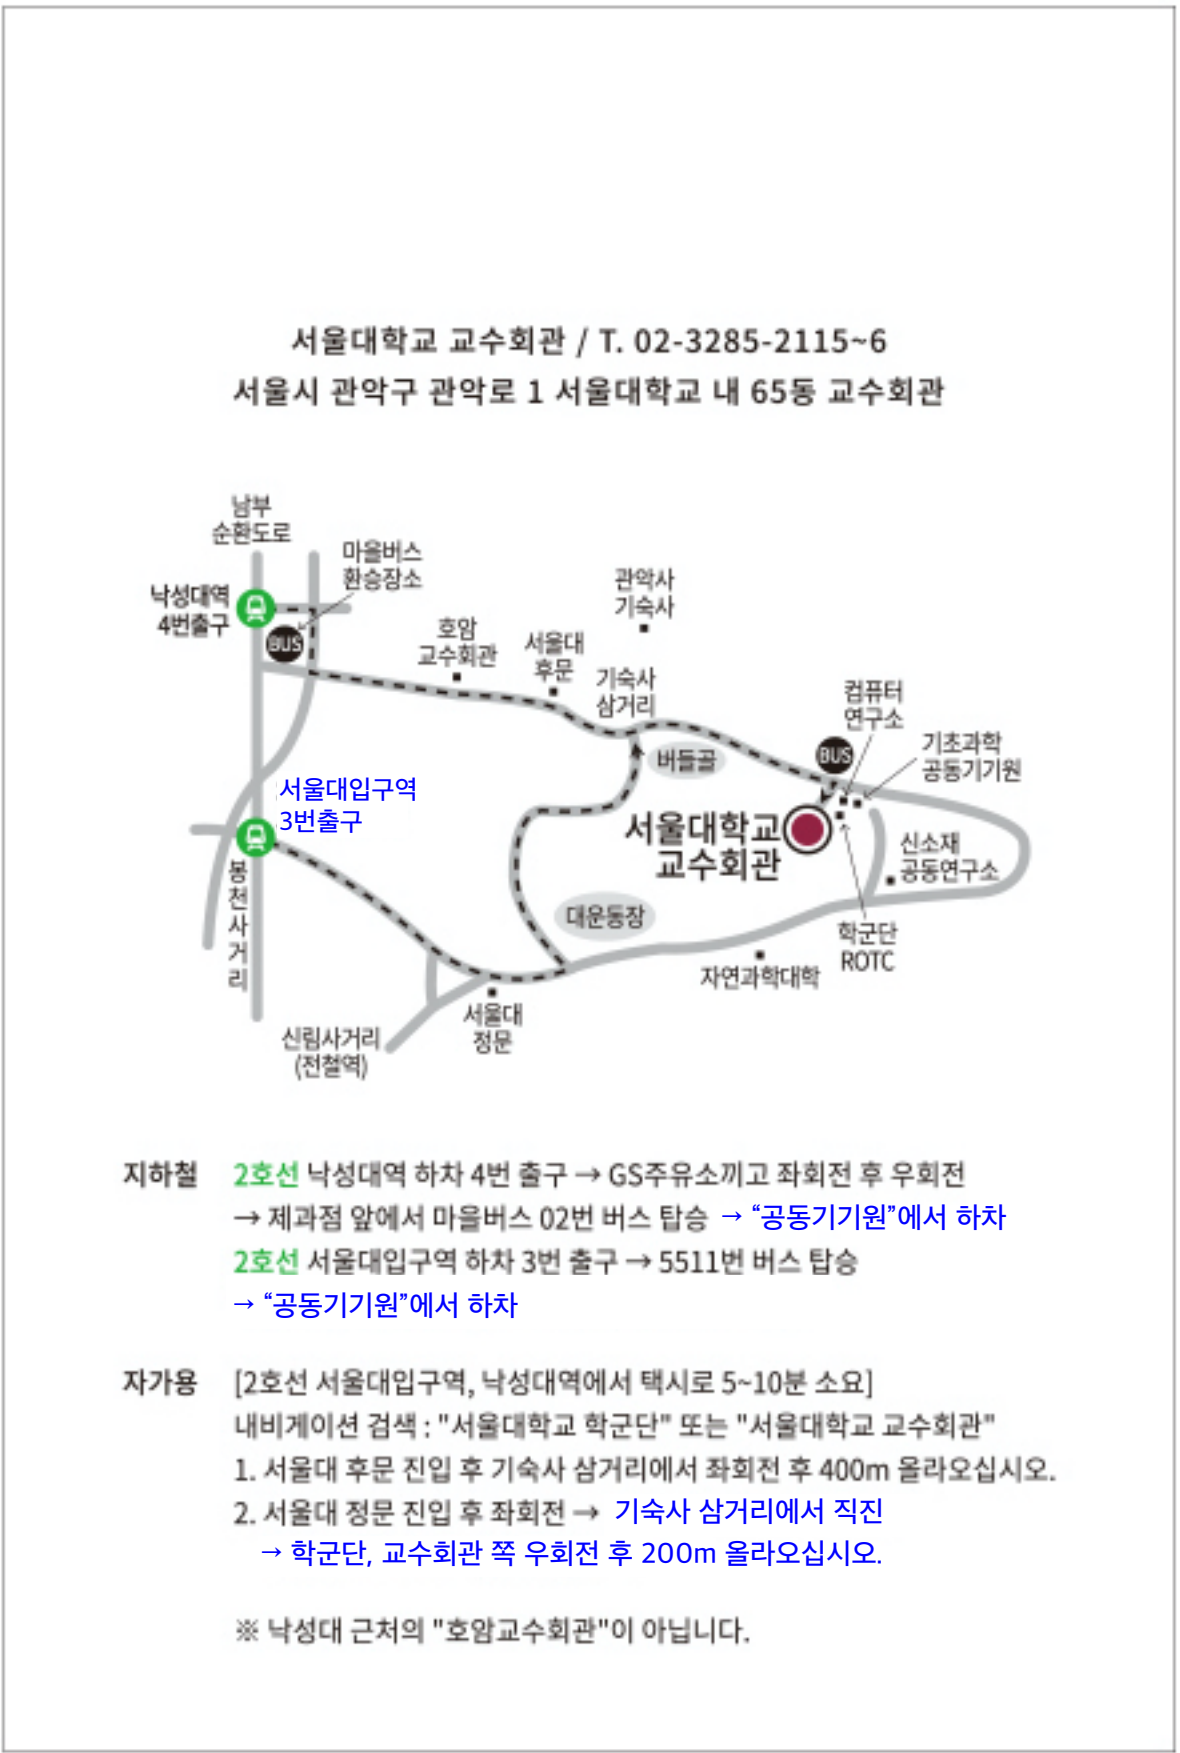 서울대학교 교수회관 / T. 02-3285-2115~6
서울시 관악구 관악로 1 서울대학교 내 65동 교수회관
남부
순환도로
마을버스
환승장소
낙성대역
4번출구
BUS
호암
교수회관
서울대
후문
관악사
기숙사
기숙사
삼거리
버들골
컴퓨터
연구소
BUS
기초과학
공동기기원
서울대입구역
3번출구
서울대학교
교수회관
신소재
공동연구소
봉천사거리
대운동장
학군단
ROTC
자연과학대학
서울대
정문
신림사거리
(전철역)
지하철 2호선 낙성대역 하차 4번 출구 → GS주유소끼고 좌회전 후 우회전
→ 제과점 앞에서 마을버스 02번 버스 탑승 → “공동기기원”에서 하차
2호선 서울대입구역 하차 3번 출구 → 5511번 버스 탑승
→ “공동기기원”에서 하차
자가용 [2호선 서울대입구역, 낙성대역에서 택시로 5~10분 소요]
내비게이션 검색 : "서울대학교 학군단" 또는 "서울대학교 교수회관"
1. 서울대 후문 진입 후 기숙사 삼거리에서 좌회전 후 400m 올라오십시오.
2. 서울대 정문 진입 후 좌회전 → 기숙사 삼거리에서 직진
→ 학군단, 교수회관 쪽 우회전 후 200m 올라오십시오.
※ 낙성대 근처의 "호암교수회관"이 아닙니다.